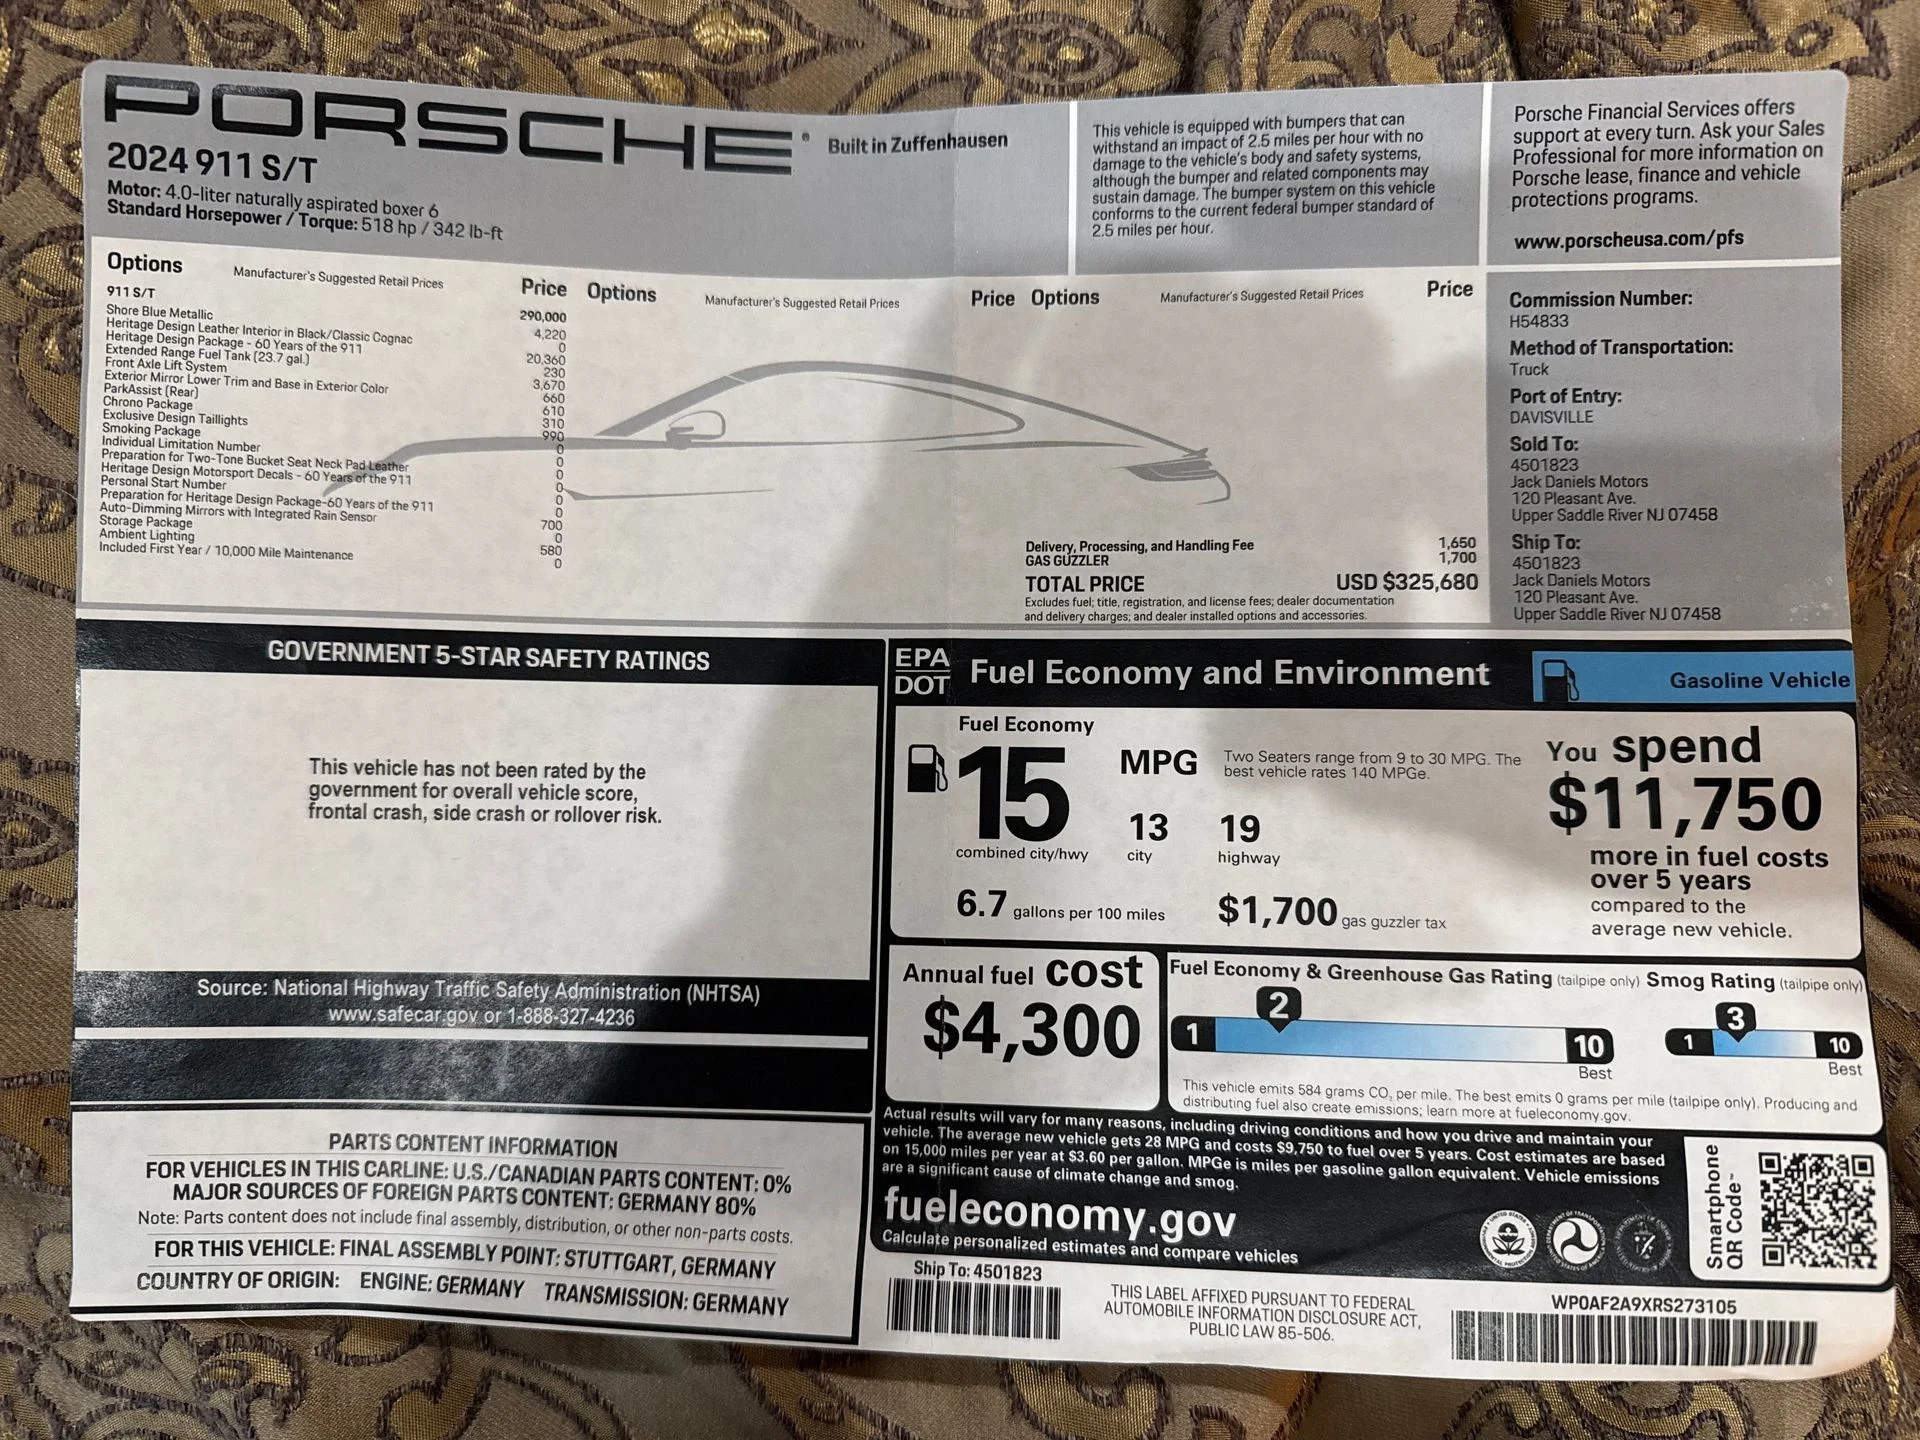 PORSCHE®
Built in Zuffenhausen
2024 911 S/T
Motor: 4.0-liter naturally aspirated boxer 6
Standard Horsepower / Torque: 518 hp / 342 lb-ft
This vehicle is equipped with bumpers that can
withstand an impact of 2.5 miles per hour with no
damage to the vehicle's body and safety systems,
although the bumper and related components may
sustain damage. The bumper system on this vehicle
conforms to the current federal bumper standard of
2.5 miles per hour.
Porsche Financial Services offers
support at every turn. Ask your Sales
Professional for more information on
Porsche lease, finance and vehicle
protections programs.
www.porscheusa.com/pfs
Options Manufacturer's Suggested Retail Prices Price
911 S/T 290,000
Shore Blue Metallic 4,220
Heritage Design Leather Interior in Black/Classic Cognac 0
Heritage Design Package - 60 Years of the 911 20,360
Extended Range Fuel Tank (23.7 gal.) 230
Front Axle Lift System 3,670
Exterior Mirror Lower Trim and Base in Exterior Color 660
ParkAssist (Rear) 610
Chrono Package 310
Exclusive Design Taillights 990
Smoking Package 0
Individual Limitation Number 0
Preparation for Two-Tone Bucket Seat Neck Pad Leather 0
Heritage Design Motorsport Decals - 60 Years of the 911 0
Personal Start Number 0
Preparation for Heritage Design Package-60 Years of the 911 0
Auto-Dimming Mirrors with Integrated Rain Sensor 700
Storage Package 0
Ambient Lighting 580
Included First Year / 10,000 Mile Maintenance 0
Options Manufacturer's Suggested Retail Prices Price
Options Manufacturer's Suggested Retail Prices Price
Delivery, Processing, and Handling Fee 1,650
GAS GUZZLER 1,700
TOTAL PRICE USD $325,680
Excludes fuel; title, registration, and license fees; dealer documentation
and delivery charges; and dealer installed options and accessories.
Commission Number:
H54833
Method of Transportation:
Truck
Port of Entry:
DAVISVILLE
Sold To:
4501823
Jack Daniels Motors
120 Pleasant Ave.
Upper Saddle River NJ 07458
Ship To:
4501823
Jack Daniels Motors
120 Pleasant Ave.
Upper Saddle River NJ 07458
GOVERNMENT 5-STAR SAFETY RATINGS
This vehicle has not been rated by the
government for overall vehicle score,
frontal crash, side crash or rollover risk.
Source: National Highway Traffic Safety Administration (NHTSA)
www.safecar.gov or 1-888-327-4236
PARTS CONTENT INFORMATION
FOR VEHICLES IN THIS CARLINE: U.S./CANADIAN PARTS CONTENT: 0%
MAJOR SOURCES OF FOREIGN PARTS CONTENT: GERMANY 80%
Note: Parts content does not include final assembly, distribution, or other non-parts costs.
FOR THIS VEHICLE: FINAL ASSEMBLY POINT: STUTTGART, GERMANY
COUNTRY OF ORIGIN: ENGINE: GERMANY TRANSMISSION: GERMANY
EPA
DOT
Fuel Economy and Environment
Gasoline Vehicle
Fuel Economy
15 MPG
combined city/hwy
13
city
19
highway
Two Seaters range from 9 to 30 MPG. The
best vehicle rates 140 MPGe.
6.7 gallons per 100 miles
$1,700 gas guzzler tax
You spend
$11,750
more in fuel costs
over 5 years
compared to the
average new vehicle.
Annual fuel cost
$4,300
Fuel Economy & Greenhouse Gas Rating (tailpipe only)
2
1
10
Best
Smog Rating (tailpipe only)
3
1
10
Best
This vehicle emits 584 grams CO₂ per mile. The best emits 0 grams per mile (tailpipe only). Producing and
distributing fuel also create emissions; learn more at fueleconomy.gov.
Actual results will vary for many reasons, including driving conditions and how you drive and maintain your
vehicle. The average new vehicle gets 28 MPG and costs $9,750 to fuel over 5 years. Cost estimates are based
on 15,000 miles per year at $3.60 per gallon. MPGe is miles per gasoline gallon equivalent. Vehicle emissions
are a significant cause of climate change and smog.
fueleconomy.gov
Calculate personalized estimates and compare vehicles
Smartphone
QR Code™
Ship To: 4501823
THIS LABEL AFFIXED PURSUANT TO FEDERAL
AUTOMOBILE INFORMATION DISCLOSURE ACT,
PUBLIC LAW 85-506.
WP0AF2A9XRS273105